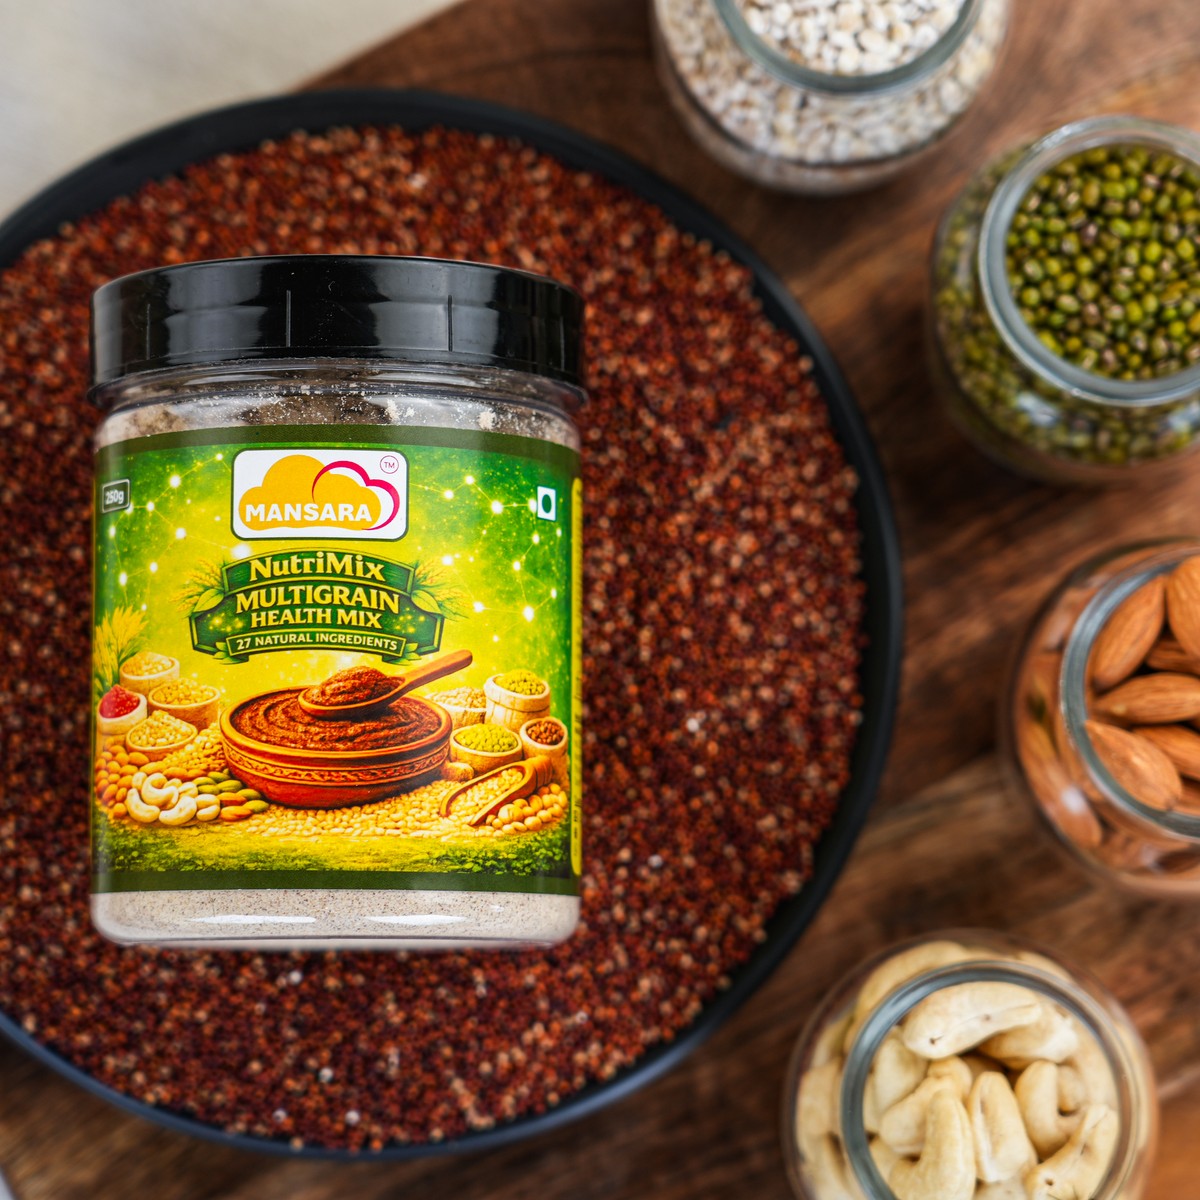 250g
MANSARA
TM
NutriMix
MULTIGRAIN
HEALTH MIX
27 NATURAL INGREDIENTS